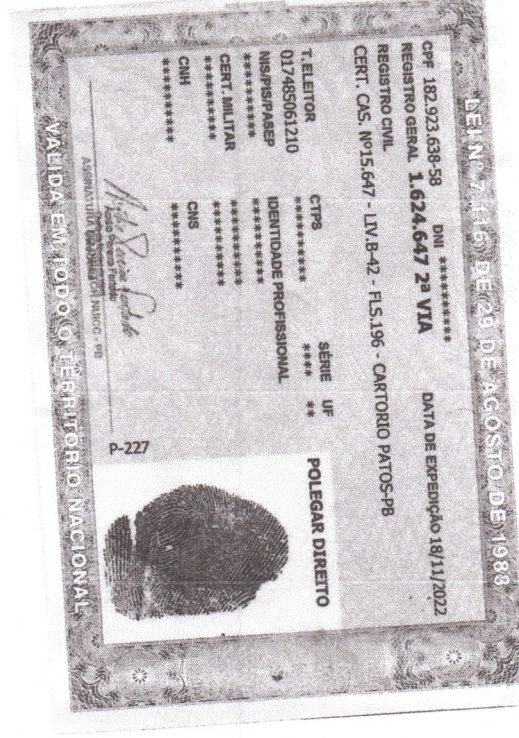 LEI Nº 7.116, DE 29 DE AGOSTO DE 1983
CPF 182.923.638-58 DNI **********
REGISTRO GERAL 1.624.647 2ª VIA DATA DE EXPEDIÇÃO 18/11/2022
REGISTRO CIVIL
CERT. CAS. Nº15.647 - LIV.B-42 - FLS.196 - CARTORIO PATOS-PB
T.ELEITOR CTPS SÉRIE UF
017485061210 ********** **** **
NIS/PIS/PASEP IDENTIDADE PROFISSIONAL
********** **********
CERT. MILITAR **********
********** **********
CNH CNS
********** **********
POLEGAR DIREITO
P-227
VALIDA EM TODO O TERRITORIO NACIONAL